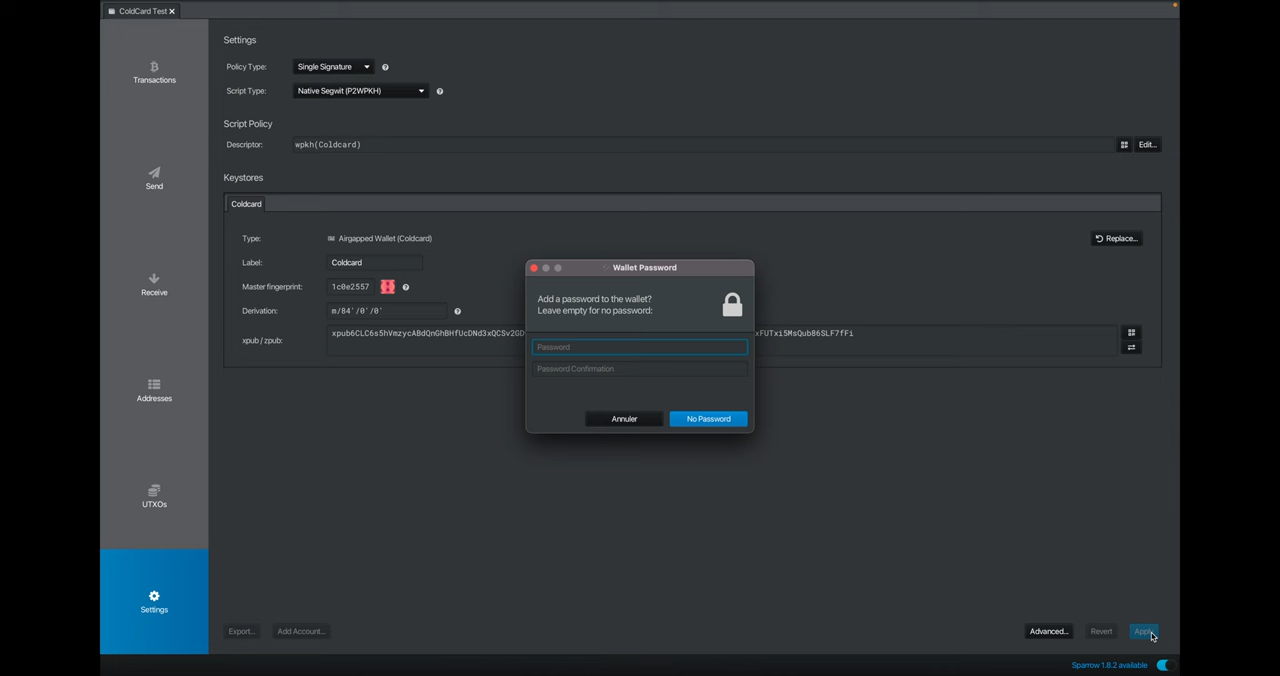 ColdCard Test
Settings
Policy Type: Single Signature
Script Type: Native Segwit (P2WPKH)
Script Policy
Descriptor: wpkh(Coldcard) Edit...
Keystores
Coldcard
Type: Airgapped Wallet (Coldcard) Replace...
Label: Coldcard
Master fingerprint: 1c0e2557
Derivation: m/84'/0'/0'
xpub / zpub: xpub6CLC6s5hVmzycABdQnGhBHfUcDNd3xQCSv2GD xFUTxi5MsQub86SLF7fFi
Transactions
Send
Receive
Addresses
UTXOs
Settings
Wallet Password
Add a password to the wallet?
Leave empty for no password:
Password
Password Confirmation
Annuler No Password
Export... Add Account... Advanced... Revert Apply
Sparrow 1.8.2 available